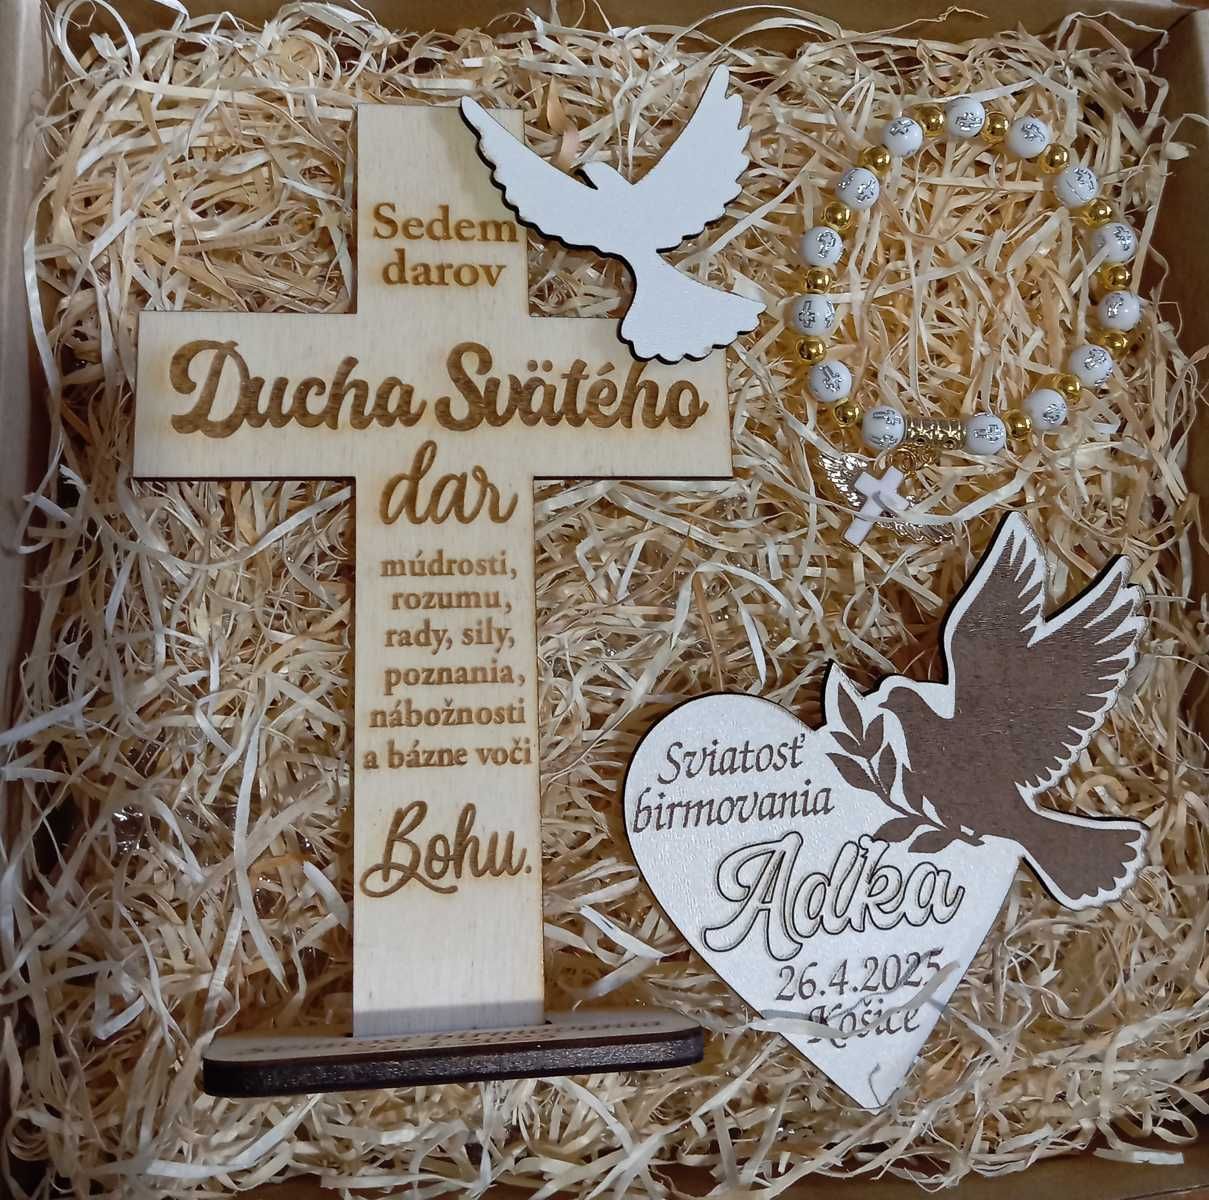 Sedem
darov
Ducha Svätého
dar
múdrosti,
rozumu,
rady, sily,
poznania,
nábožnosti
a bázne voči
Bohu.
Sviatosť
birmovania
Aďka
26.4.2025
Košice